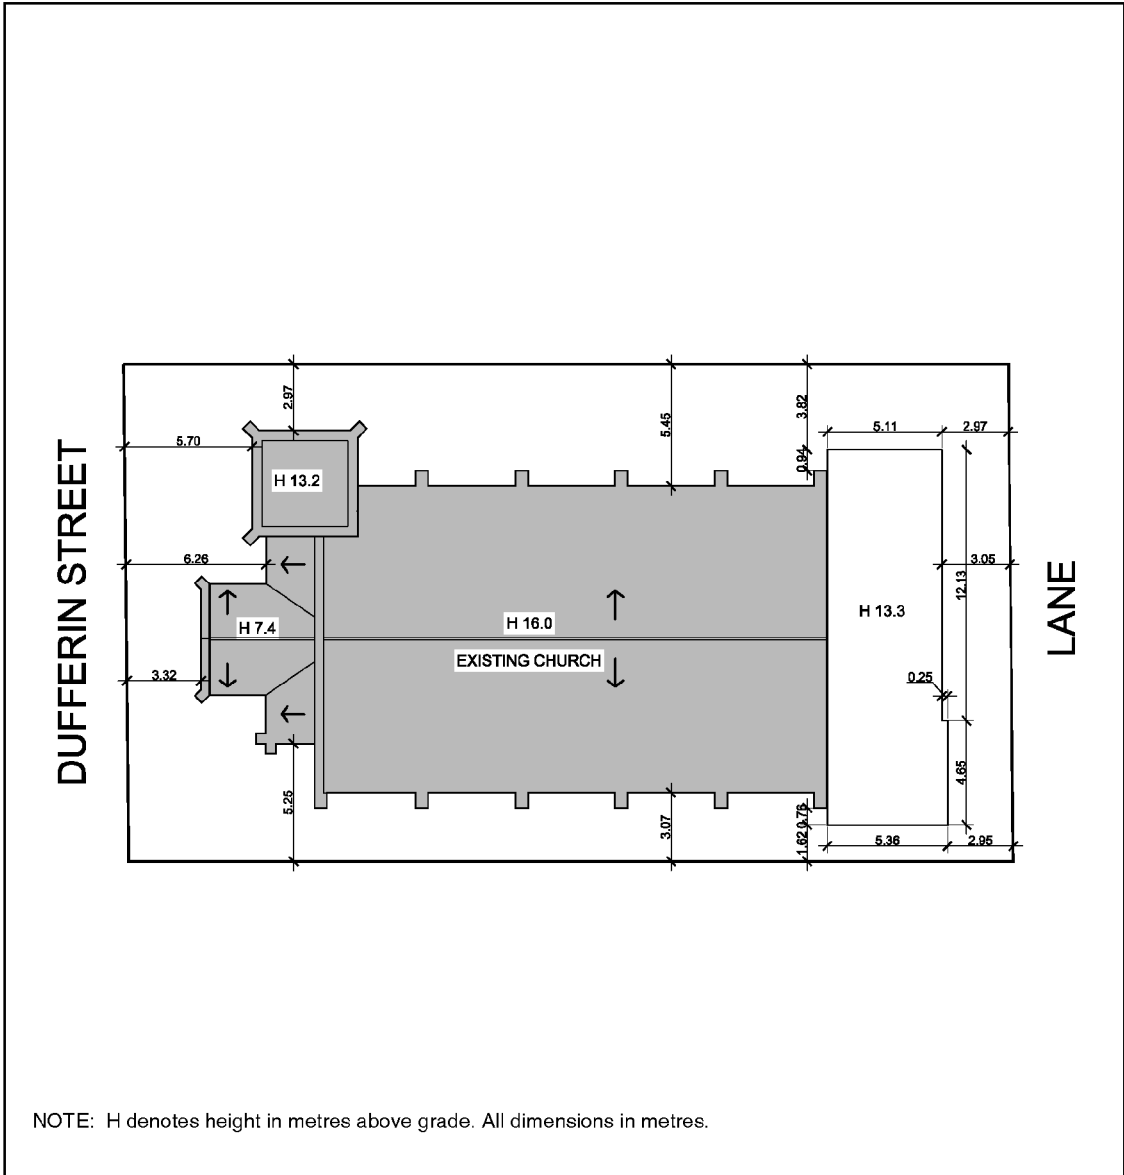 2.97
5.45
3.82
5.11
2.97
5.70
0.94
H 13.2
DUFFERIN STREET
6.26
3.05
12.13
LANE
H 7.4
H 16.0
H 13.3
EXISTING CHURCH
3.32
0.25
5.25
3.07
0.76
4.65
1.62
5.36
2.95
NOTE: H denotes height in metres above grade. All dimensions in metres.